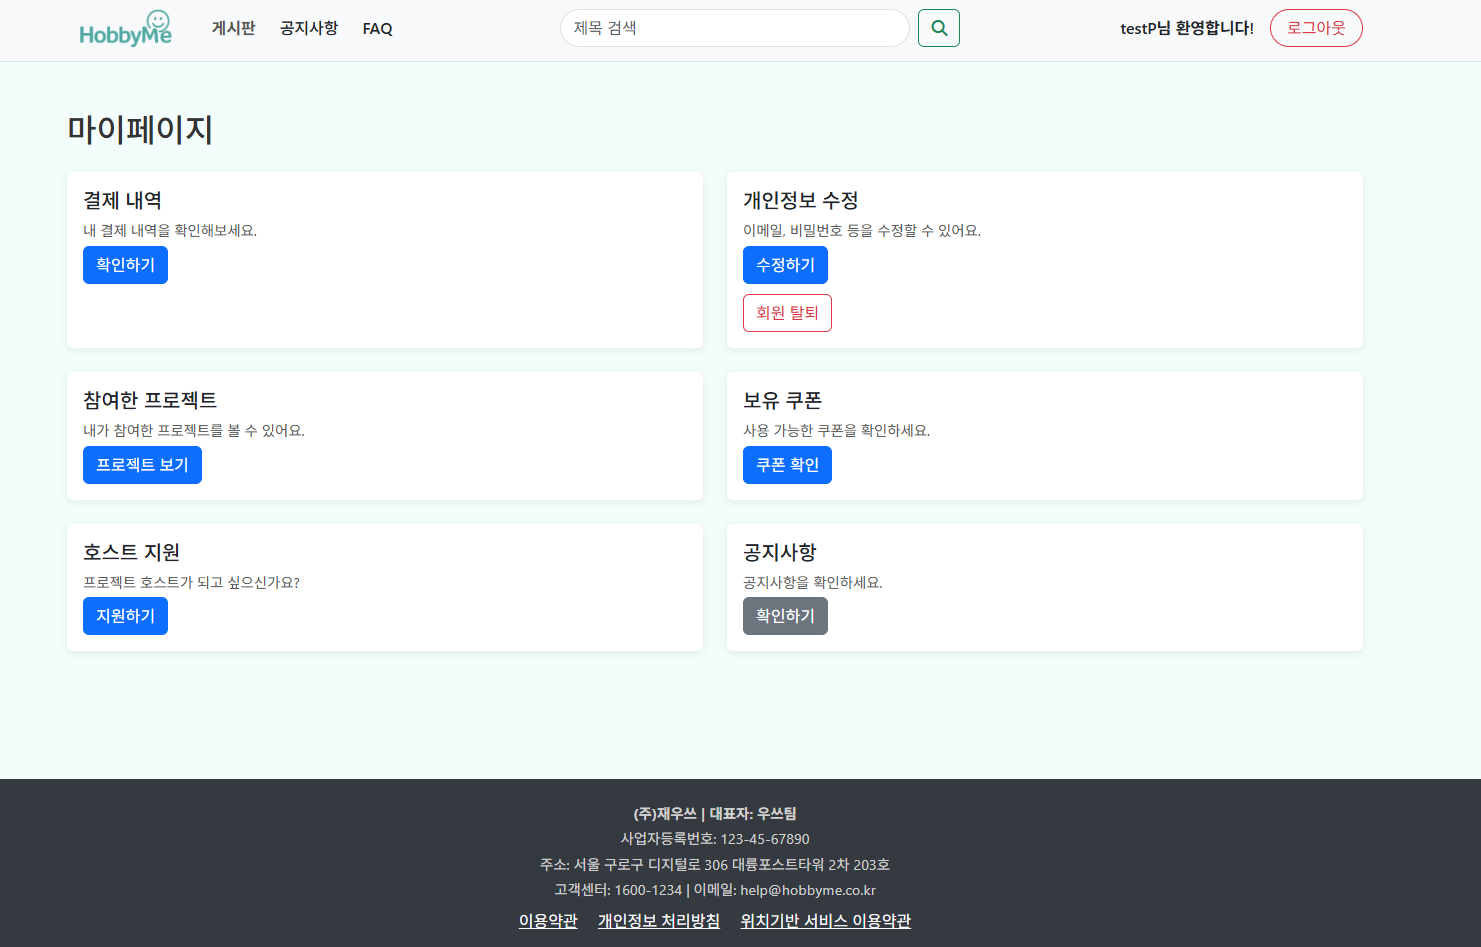 HobbyMe 게시판 공지사항 FAQ 제목 검색 testP님 환영합니다! 로그아웃
마이페이지
결제 내역
내 결제 내역을 확인해보세요.
확인하기
개인정보 수정
이메일, 비밀번호 등을 수정할 수 있어요.
수정하기
회원 탈퇴
참여한 프로젝트
내가 참여한 프로젝트를 볼 수 있어요.
프로젝트 보기
보유 쿠폰
사용 가능한 쿠폰을 확인하세요.
쿠폰 확인
호스트 지원
프로젝트 호스트가 되고 싶으신가요?
지원하기
공지사항
공지사항을 확인하세요.
확인하기
(주)재우쓰 | 대표자: 우쓰팀
사업자등록번호: 123-45-67890
주소: 서울 구로구 디지털로 306 대륭포스트타워 2차 203호
고객센터: 1600-1234 | 이메일: help@hobbyme.co.kr
이용약관 개인정보 처리방침 위치기반 서비스 이용약관